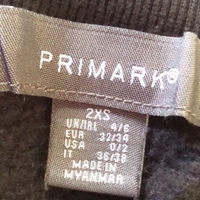 PRIMARK®
2XS
UK/IRL 4/6
EUR 32/34
USA 0/2
IT 36/38
MADE IN
MYANMAR